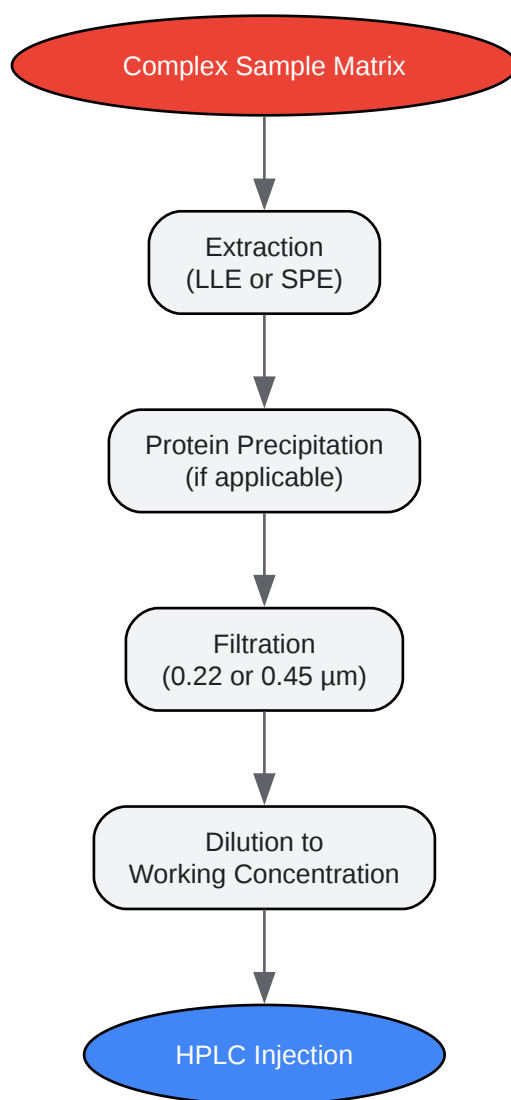 Complex Sample Matrix
Extraction
(LLE or SPE)
Protein Precipitation
(if applicable)
Filtration
(0.22 or 0.45 µm)
Dilution to
Working Concentration
HPLC Injection